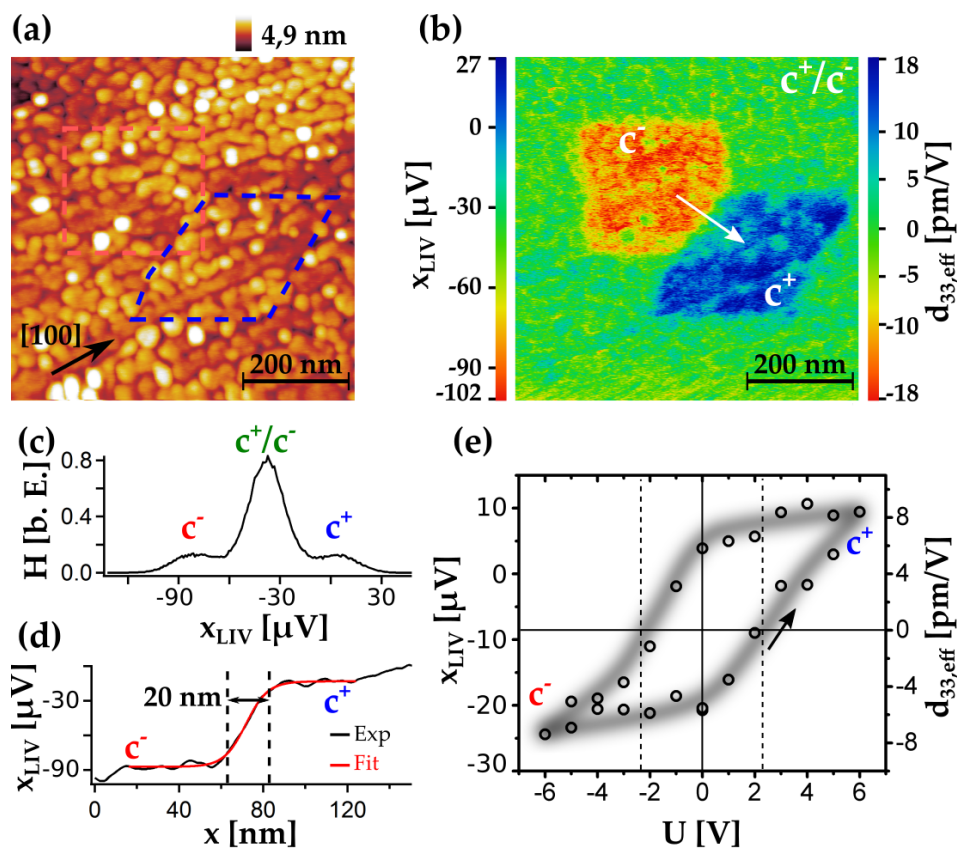 (a)
4,9 nm
[100]
200 nm
(b)
27
0
-30
-60
-90
-102
x_LIV [µV]
c⁺/c⁻
c⁻
c⁺
200 nm
18
10
5
0
-5
-10
-18
d_33,eff [pm/V]
(c)
c⁺/c⁻
0.8
0.4
0.0
H [b. E.]
c⁻
c⁺
-90
-30
30
x_LIV [µV]
(d)
-30
-90
x_LIV [µV]
20 nm
c⁻
c⁺
Exp
Fit
0
40
80
120
x [nm]
(e)
10
0
-10
-20
-30
x_LIV [µV]
c⁺
c⁻
8
4
0
-4
-8
d_33,eff [pm/V]
-6
-4
-2
0
2
4
6
U [V]